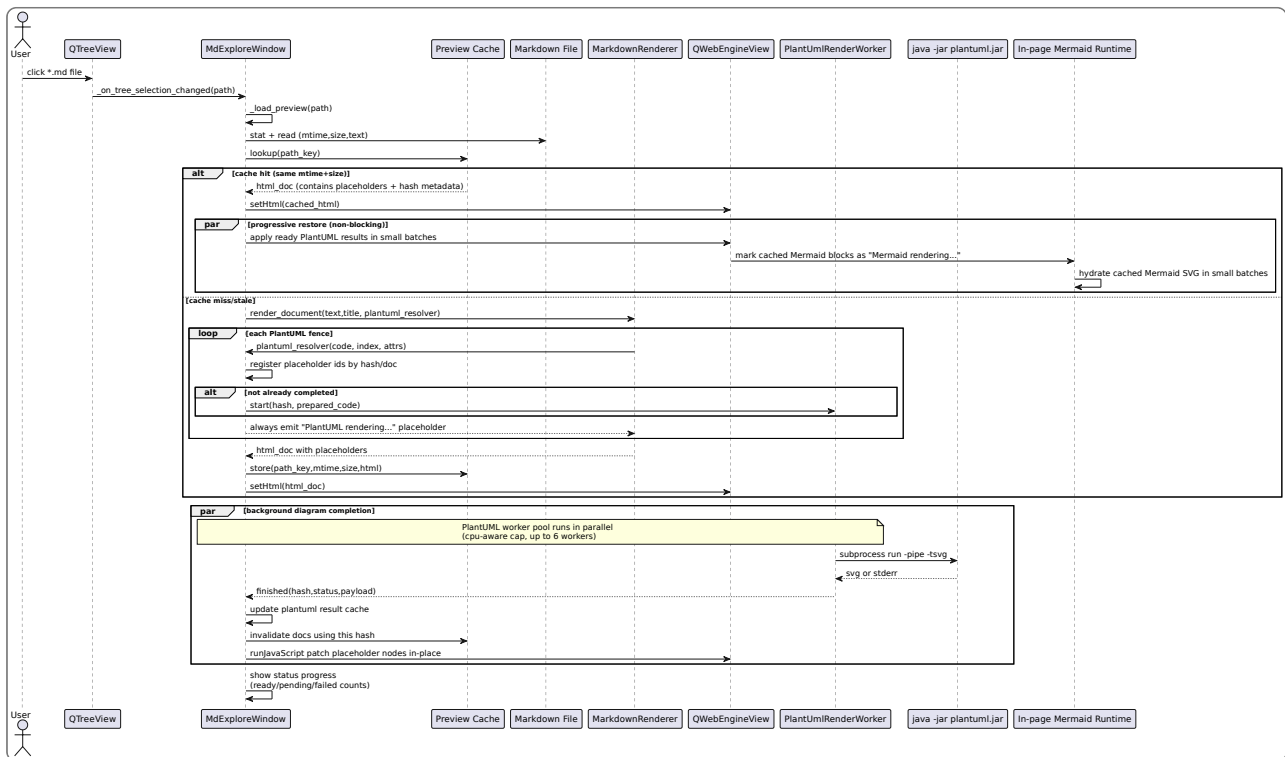 User
QTreeView
MdExploreWindow
Preview Cache
Markdown File
MarkdownRenderer
QWebEngineView
PlantUmlRenderWorker
java -jar plantuml.jar
In-page Mermaid Runtime
click *.md file
_on_tree_selection_changed(path)
_load_preview(path)
stat + read (mtime,size,text)
lookup(path_key)
alt
[cache hit (same mtime+size)]
html_doc (contains placeholders + hash metadata)
setHtml(cached_html)
par
[progressive restore (non-blocking)]
apply ready PlantUML results in small batches
mark cached Mermaid blocks as "Mermaid rendering..."
hydrate cached Mermaid SVG in small batches
[cache miss/stale]
render_document(text,title, plantuml_resolver)
loop
[each PlantUML fence]
plantuml_resolver(code, index, attrs)
register placeholder ids by hash/doc
alt
[not already completed]
start(hash, prepared_code)
always emit "PlantUML rendering..." placeholder
html_doc with placeholders
store(path_key,mtime,size,html)
setHtml(html_doc)
par
[background diagram completion]
PlantUML worker pool runs in parallel
(cpu-aware cap, up to 6 workers)
subprocess run -pipe -tsvg
svg or stderr
finished(hash,status,payload)
update plantuml result cache
invalidate docs using this hash
runJavaScript patch placeholder nodes in-place
show status progress
(ready/pending/failed counts)
User
QTreeView
MdExploreWindow
Preview Cache
Markdown File
MarkdownRenderer
QWebEngineView
PlantUmlRenderWorker
java -jar plantuml.jar
In-page Mermaid Runtime